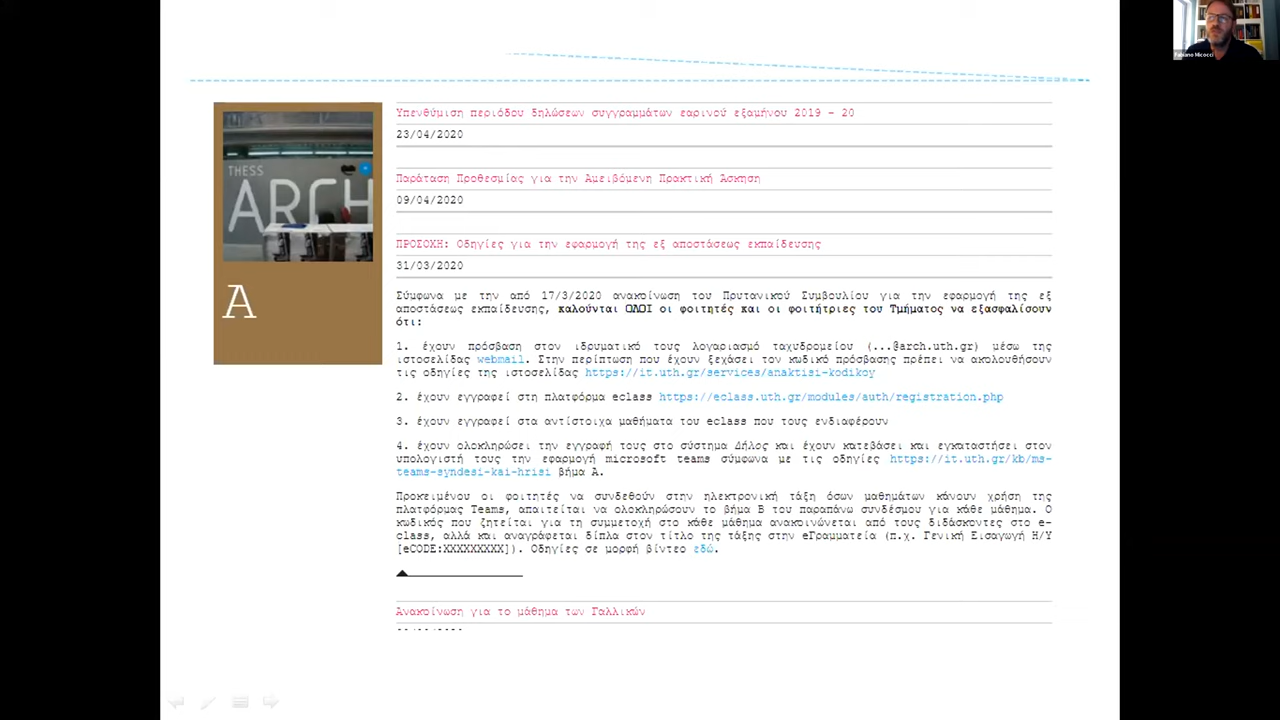 Fabiano Micocci
Υπενθύμιση περιόδου δηλώσεων συγγραμμάτων εαρινού εξαμήνου 2019 – 20
23/04/2020
THESS
ARCH
Παράταση Προθεσμίας για την Αμειβόμενη Πρακτική Άσκηση
09/04/2020
ΠΡΟΣΟΧΗ: Οδηγίες για την εφαρμογή της εξ αποστάσεως εκπαίδευσης
31/03/2020
A
Σύμφωνα με την από 17/3/2020 ανακοίνωση του Πρυτανικού Συμβουλίου για την εφαρμογή της εξ
αποστάσεως εκπαίδευσης, καλούνται ΟΛΟΙ οι φοιτητές και οι φοιτήτριες του Τμήματος να εξασφαλίσουν
ότι:
1. έχουν πρόσβαση στον ιδρυματικό τους λογαριασμό ταχυδρομείου (...@arch.uth.gr) μέσω της
ιστοσελίδας webmail. Στην περίπτωση που έχουν ξεχάσει τον κωδικό πρόσβασης πρέπει να ακολουθήσουν
τις οδηγίες της ιστοσελίδας https://it.uth.gr/services/anaktisi-kodikoy
2. έχουν εγγραφεί στη πλατφόρμα eclass https://eclass.uth.gr/modules/auth/registration.php
3. έχουν εγγραφεί στα αντίστοιχα μαθήματα του eclass που τους ενδιαφέρουν
4. έχουν ολοκληρώσει την εγγραφή τους στο σύστημα Δήλος και έχουν κατεβάσει και εγκαταστήσει στον
υπολογιστή τους την εφαρμογή microsoft teams σύμφωνα με τις οδηγίες https://it.uth.gr/kb/ms-
teams-syndesi-kai-hrisi βήμα Α.
Προκειμένου οι φοιτητές να συνδεθούν στην ηλεκτρονική τάξη όσων μαθημάτων κάνουν χρήση της
πλατφόρμας Teams, απαιτείται να ολοκληρώσουν το βήμα Β του παραπάνω συνδέσμου για κάθε μάθημα. Ο
κωδικός που ζητείται για τη συμμετοχή στο κάθε μάθημα ανακοινώνεται από τους διδάσκοντες στο e-
class, αλλά και αναγράφεται δίπλα στον τίτλο της τάξης στην eΓραμματεία (π.χ. Γενική Εισαγωγή Η/Υ
[eCODE:XXXXXXXXX]). Οδηγίες σε μορφή βίντεο εδώ.
Ανακοίνωση για το μάθημα των Γαλλικών